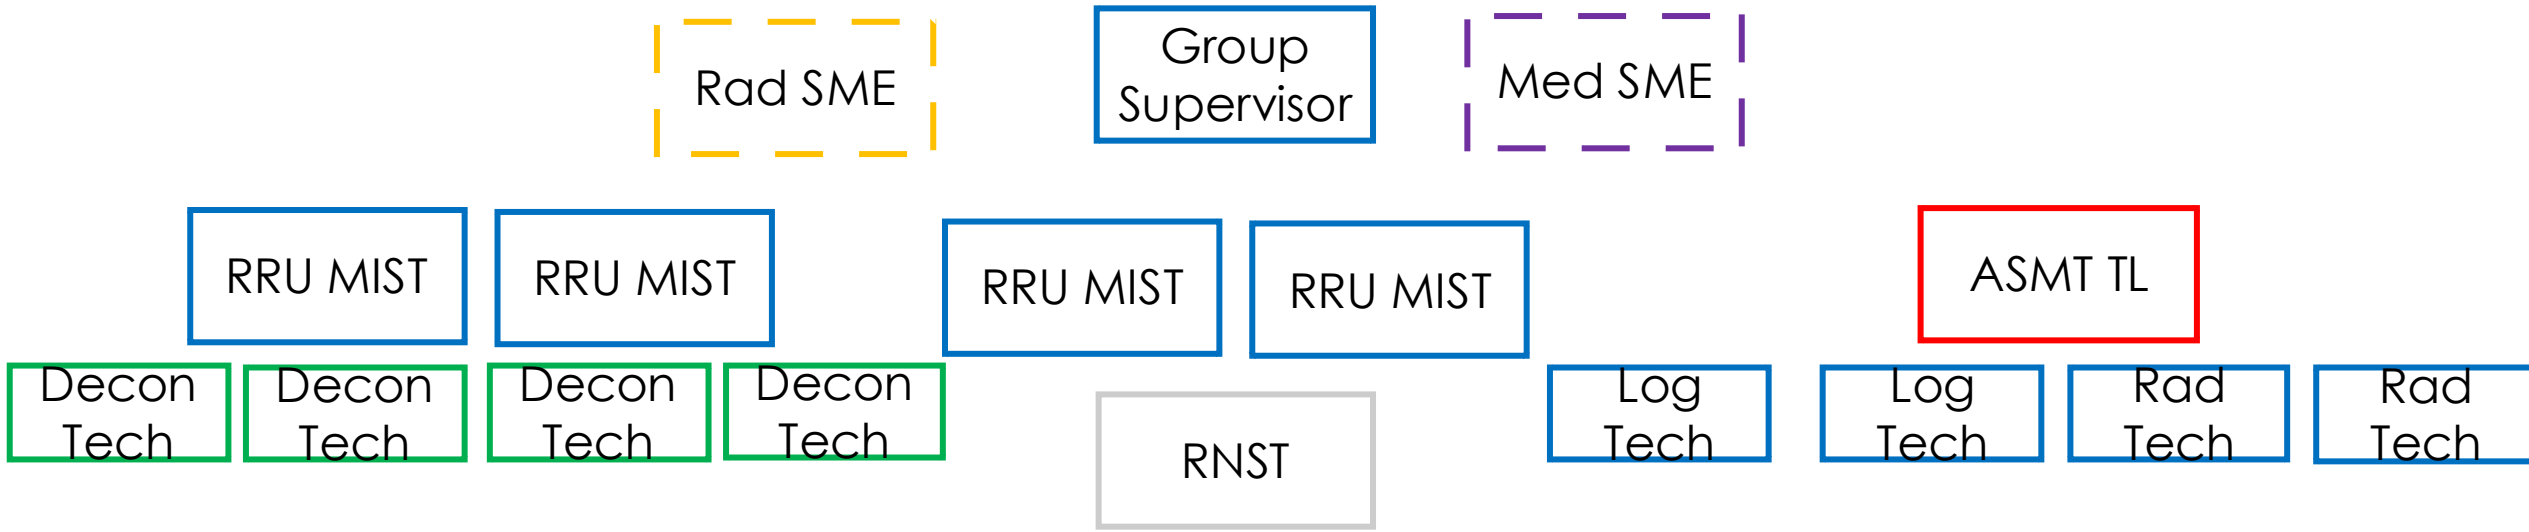 Rad SME
Group
Supervisor
Med SME
RRU MIST
RRU MIST
RRU MIST
RRU MIST
ASMT TL
Decon
Tech
Decon
Tech
Decon
Tech
Decon
Tech
RNST
Log
Tech
Log
Tech
Rad
Tech
Rad
Tech